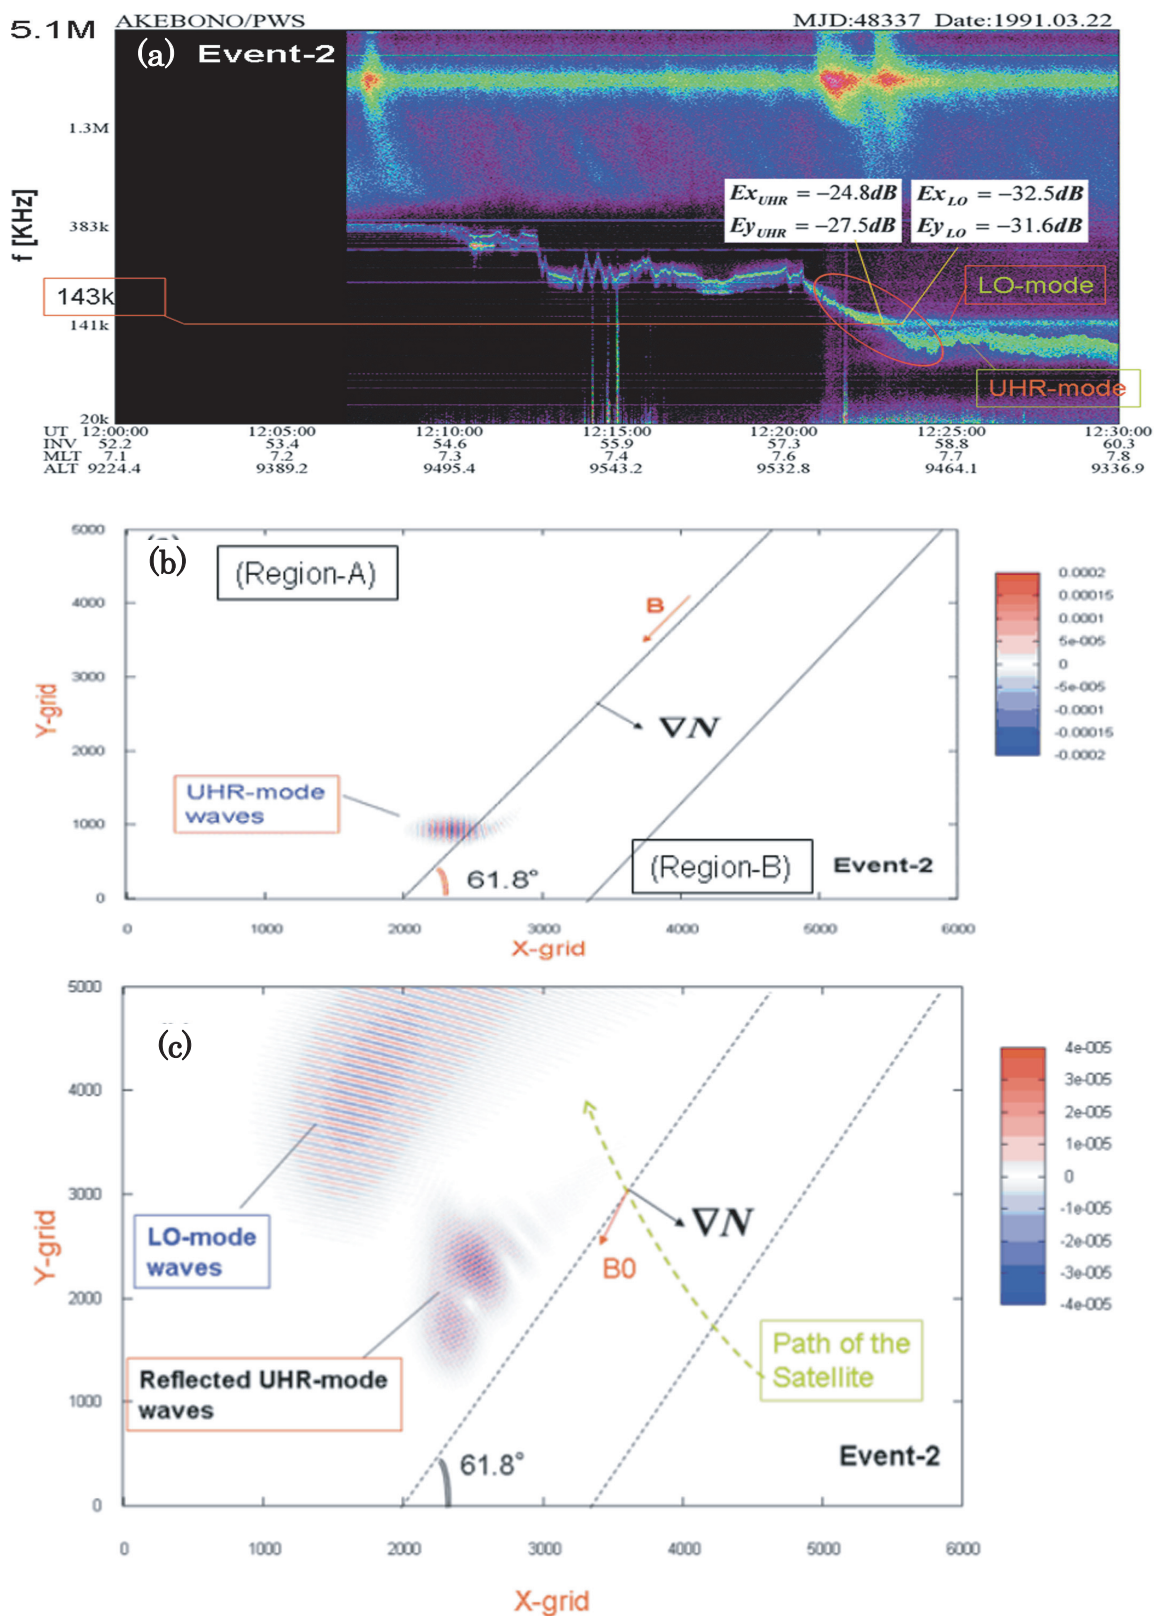 AKEBONO/PWS MJD:48337 Date:1991.03.22
5.1M
(a) Event-2
1.3M
f [KHz]
383k
143k
141k
20k
Ex_UHR = −24.8dB Ex_LO = −32.5dB
Ey_UHR = −27.5dB Ey_LO = −31.6dB
LO-mode
UHR-mode
UT 12:00:00 12:05:00 12:10:00 12:15:00 12:20:00 12:25:00 12:30:00
INV 52.2 53.4 54.6 55.9 57.3 58.8 60.3
MLT 7.1 7.2 7.3 7.4 7.6 7.7 7.8
ALT 9224.4 9389.2 9495.4 9543.2 9532.8 9464.1 9336.9
(b)
(Region-A)
B
∇N
UHR-mode
waves
61.8°
(Region-B)
Event-2
5000
4000
3000
2000
1000
0
Y-grid
0 1000 2000 3000 4000 5000 6000
X-grid
0.0002
0.00015
0.0001
5e-005
0
-5e-005
-0.0001
-0.00015
-0.0002
(c)
LO-mode
waves
∇N
B0
Path of the
Satellite
Reflected UHR-mode
waves
61.8°
Event-2
5000
4000
3000
2000
1000
0
Y-grid
0 1000 2000 3000 4000 5000 6000
X-grid
4e-005
3e-005
2e-005
1e-005
0
-1e-005
-2e-005
-3e-005
-4e-005